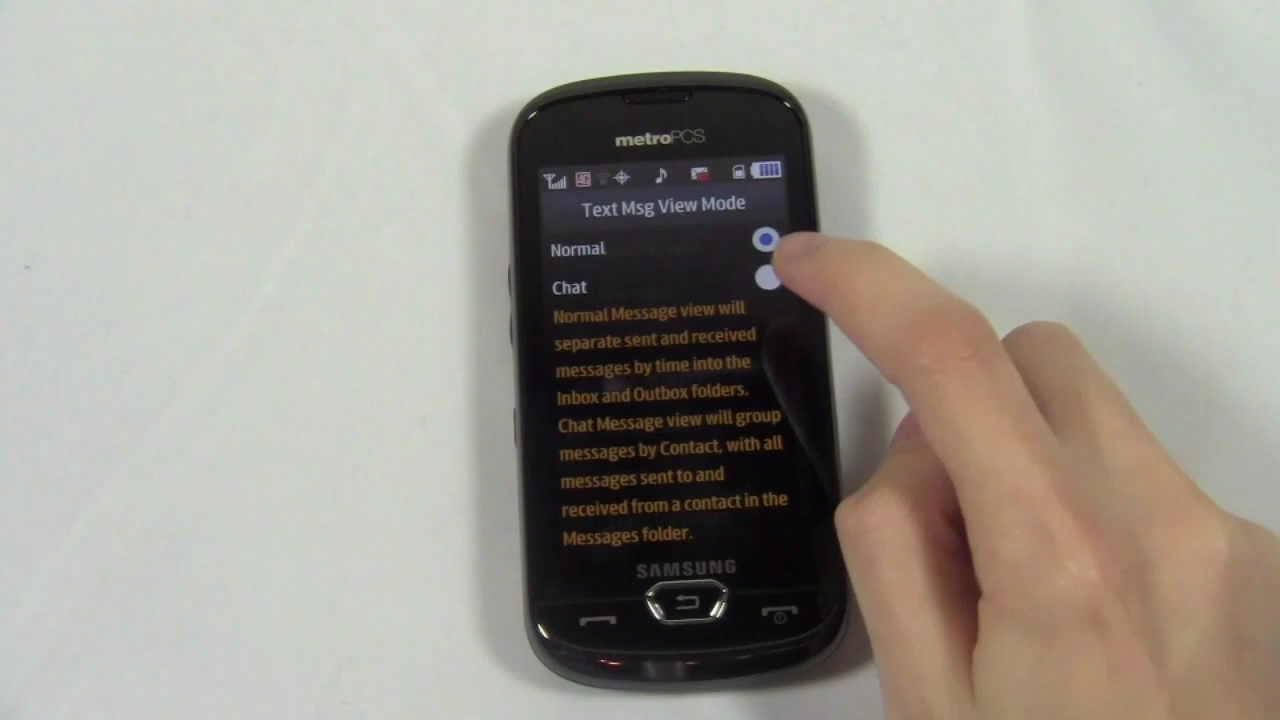 metroPCS
4G
Text Msg View Mode
Normal
Chat
Normal Message view will
separate sent and received
messages by time into the
Inbox and Outbox folders.
Chat Message view will group
messages by Contact, with all
messages sent to and
received from a contact in the
Messages folder.
SAMSUNG